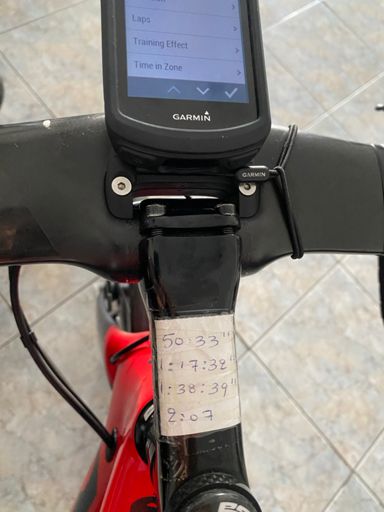 Laps
Training Effect
Time in Zone
GARMIN
GARMIN
50:33"
1:17:32"
1:38:39"
2:07